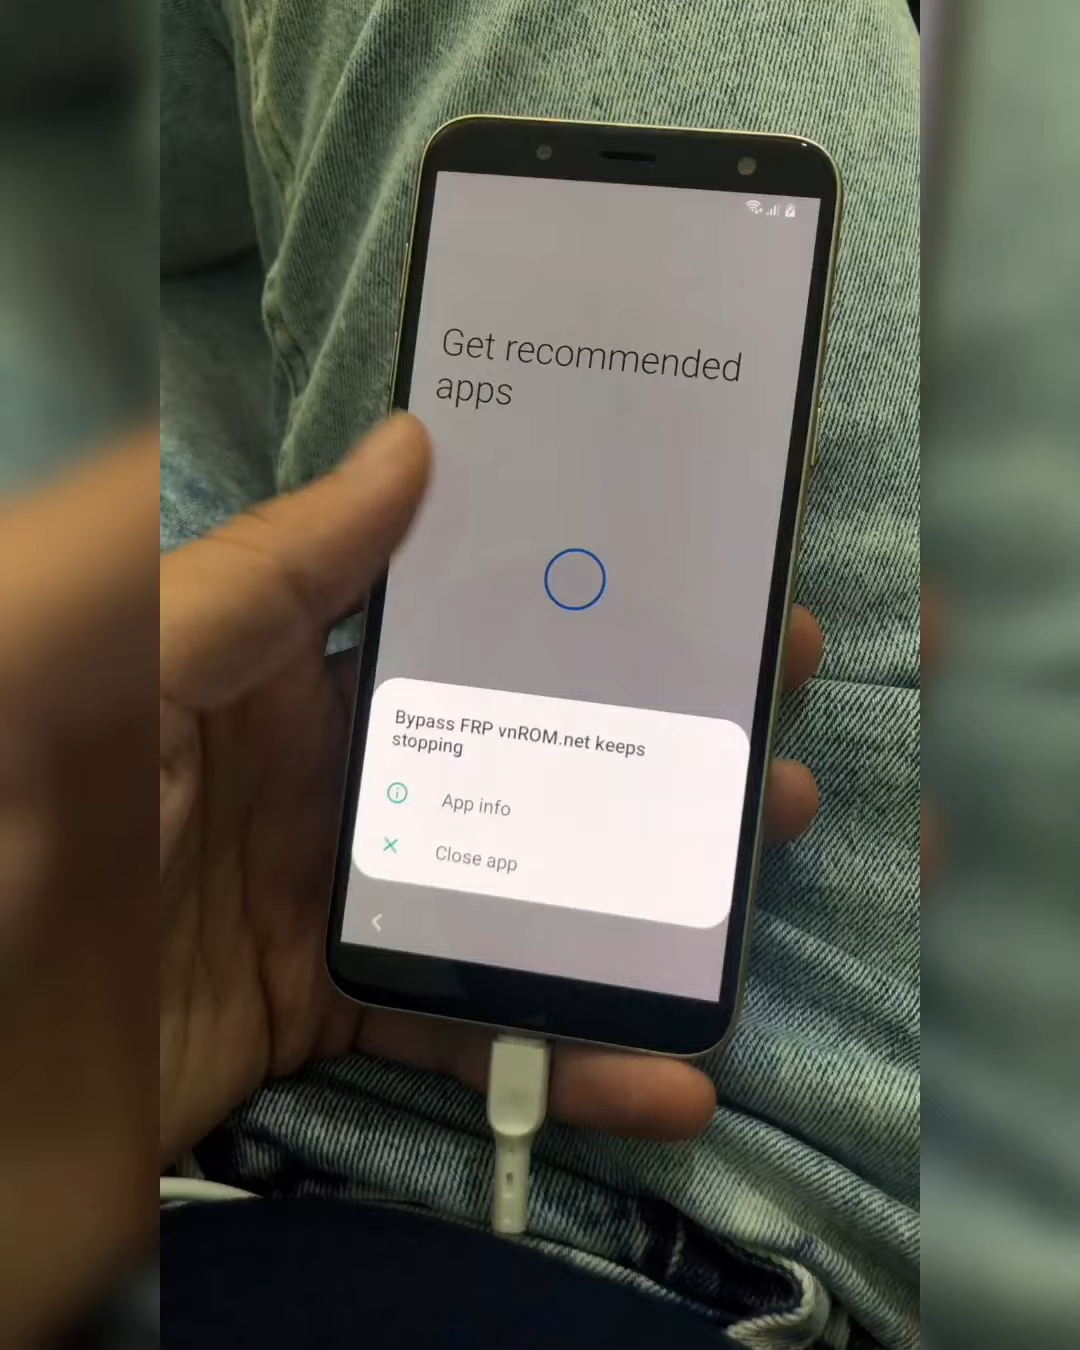 Get recommended
apps
Bypass FRP vnROM.net keeps
stopping
App info
Close app